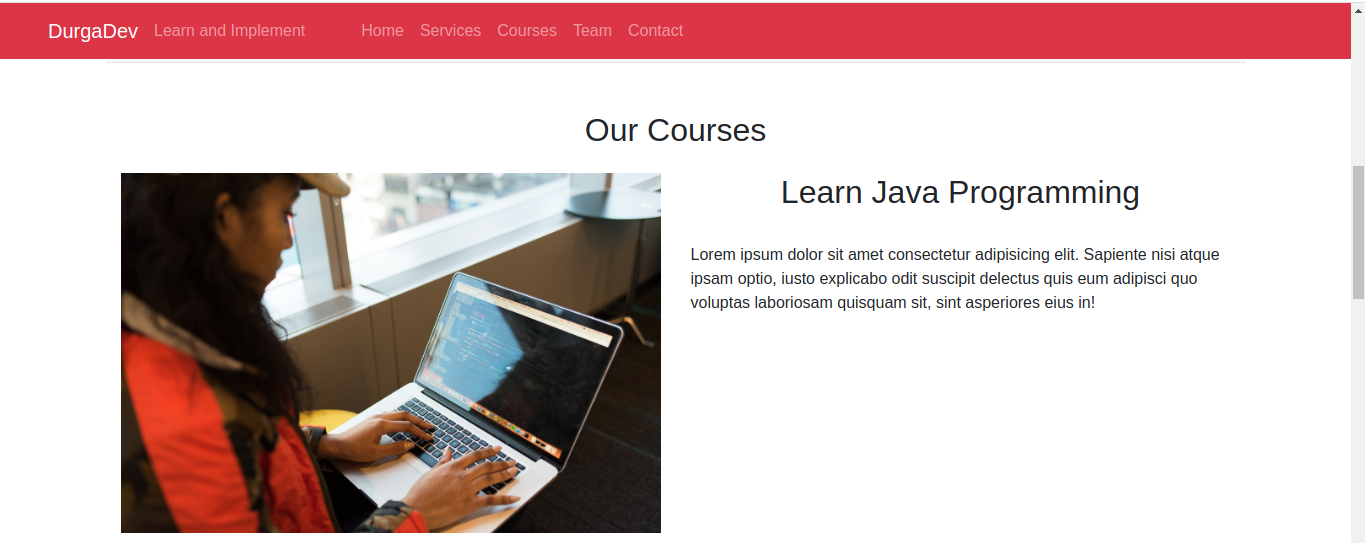 DurgaDev Learn and Implement Home Services Courses Team Contact
Our Courses
Learn Java Programming
Lorem ipsum dolor sit amet consectetur adipisicing elit. Sapiente nisi atque
ipsam optio, iusto explicabo odit suscipit delectus quis eum adipisci quo
voluptas laboriosam quisquam sit, sint asperiores eius in!